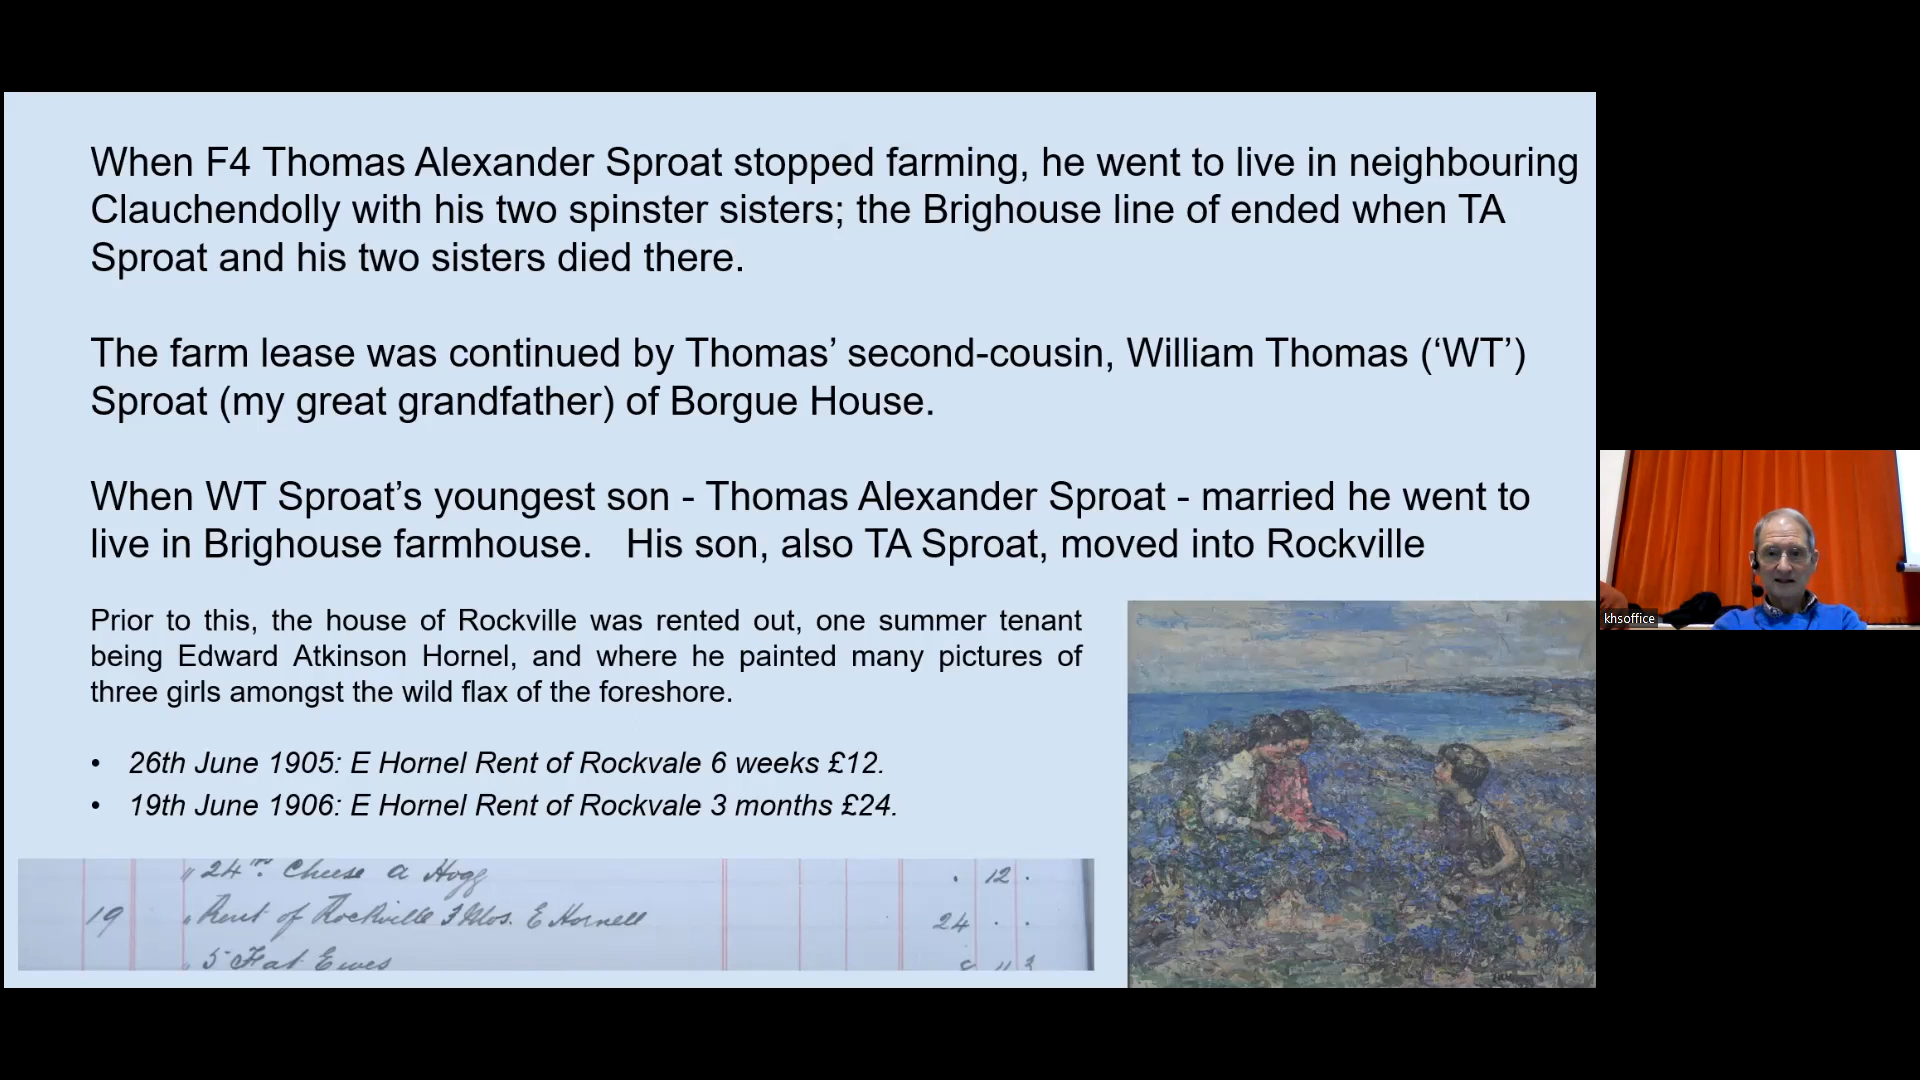 When F4 Thomas Alexander Sproat stopped farming, he went to live in neighbouring
Clauchendolly with his two spinster sisters; the Brighouse line of ended when TA
Sproat and his two sisters died there.
The farm lease was continued by Thomas’ second-cousin, William Thomas (‘WT’)
Sproat (my great grandfather) of Borgue House.
When WT Sproat’s youngest son - Thomas Alexander Sproat - married he went to
live in Brighouse farmhouse. His son, also TA Sproat, moved into Rockville
Prior to this, the house of Rockville was rented out, one summer tenant
being Edward Atkinson Hornel, and where he painted many pictures of
three girls amongst the wild flax of the foreshore.
• 26th June 1905: E Hornel Rent of Rockvale 6 weeks £12.
• 19th June 1906: E Hornel Rent of Rockvale 3 months £24.
" 24 Cheese a Hogg . 12 .
19 " Rent of Rockville 3 Mos. E Hornell 24 . .
" 5 Fat Ewes
khsoffice